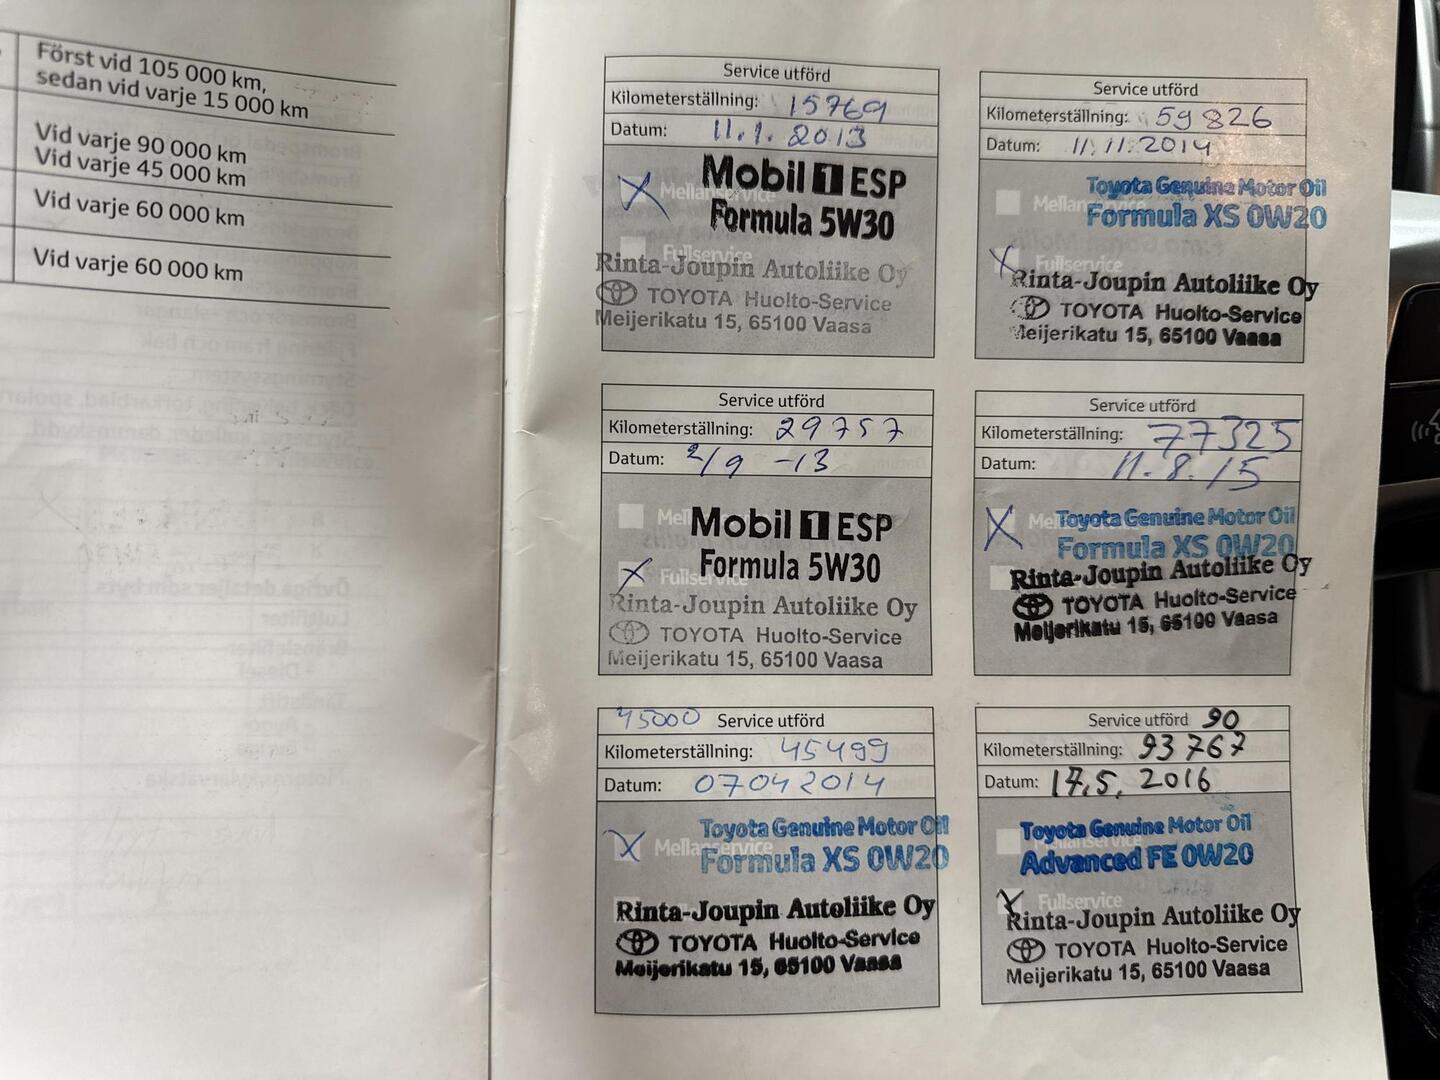 Först vid 105 000 km,
sedan vid varje 15 000 km
Vid varje 90 000 km
Vid varje 45 000 km
Vid varje 60 000 km
Vid varje 60 000 km
Service utförd
Kilometerställning: 15769
Datum: 11.1.2013
Mellanservice
Mobil 1 ESP
Formula 5W30
Fullservice
Rinta-Joupin Autoliike Oy
TOYOTA Huolto-Service
Meijerikatu 15, 65100 Vaasa
Service utförd
Kilometerställning: 29757
Datum: 2/9 -13
Mobil 1 ESP
Formula 5W30
Fullservice
Rinta-Joupin Autoliike Oy
TOYOTA Huolto-Service
Meijerikatu 15, 65100 Vaasa
45000 Service utförd
Kilometerställning: 45499
Datum: 07042014
Toyota Genuine Motor Oil
Mellanservice
Formula XS 0W20
Rinta-Joupin Autoliike Oy
TOYOTA Huolto-Service
Meijerikatu 15, 65100 Vaasa
Service utförd
Kilometerställning: 59826
Datum: 11.11.2014
Toyota Genuine Motor Oil
Formula XS 0W20
Fullservice
Rinta-Joupin Autoliike Oy
TOYOTA Huolto-Service
Meijerikatu 15, 65100 Vaasa
Service utförd
Kilometerställning: 77325
Datum: 11.8.15
Toyota Genuine Motor Oil
Formula XS 0W20
Rinta-Joupin Autoliike Oy
TOYOTA Huolto-Service
Meijerikatu 15, 65100 Vaasa
Service utförd 90
Kilometerställning: 93767
Datum: 17.5.2016
Toyota Genuine Motor Oil
Mellanservice
Advanced FE 0W20
Fullservice
Rinta-Joupin Autoliike Oy
TOYOTA Huolto-Service
Meijerikatu 15, 65100 Vaasa